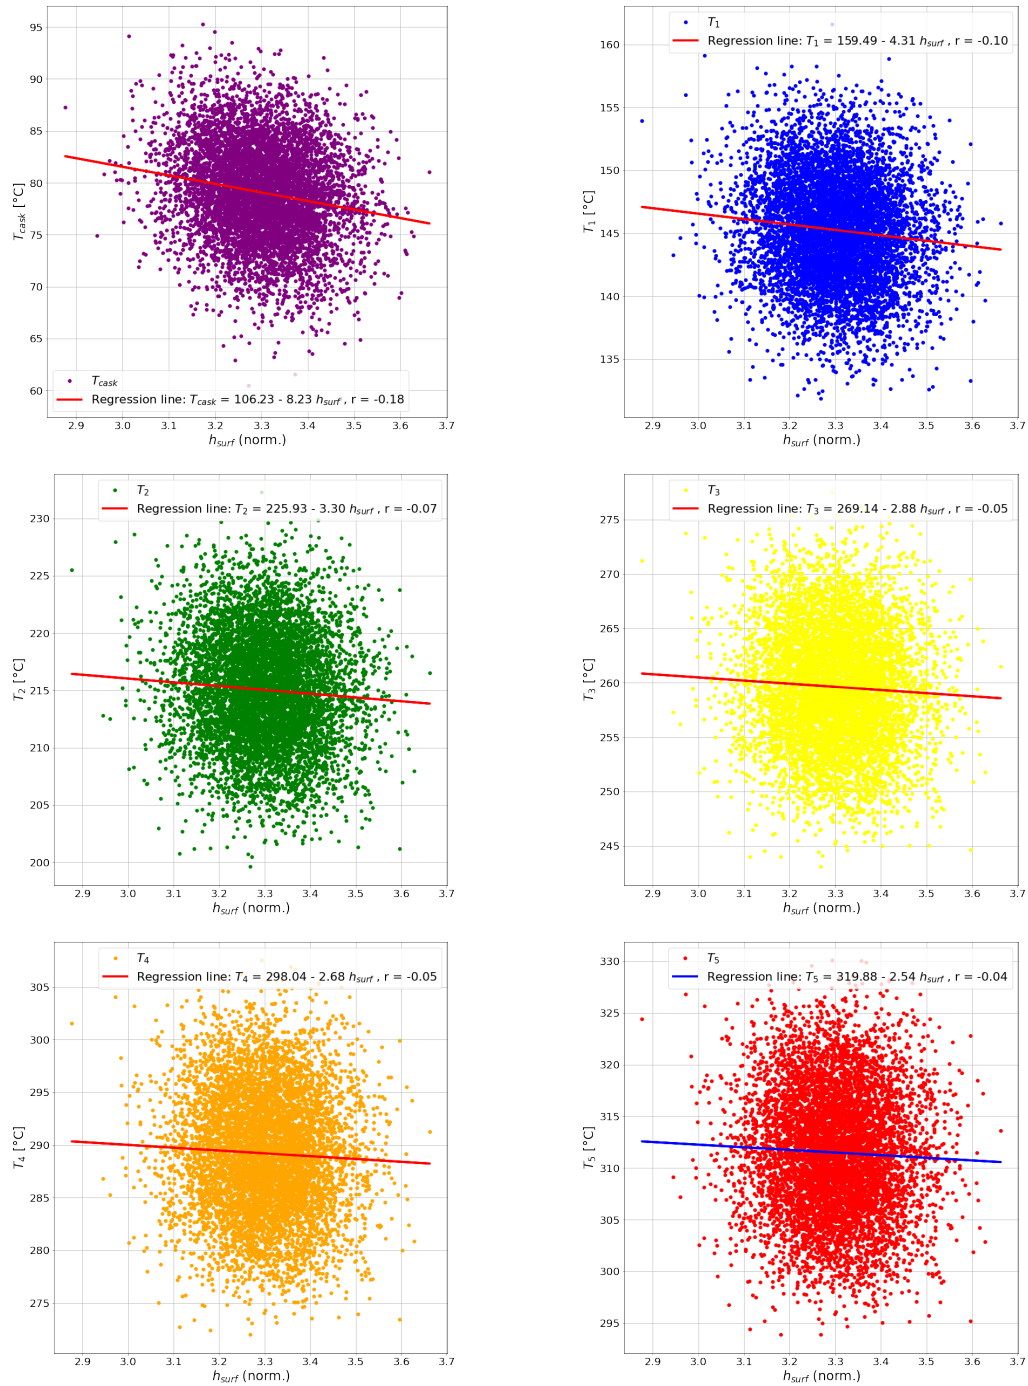 95
90
85
80
75
70
65
60
T_cask [°C]
T_cask
Regression line: T_cask = 106.23 - 8.23 h_surf , r = -0.18
2.9 3.0 3.1 3.2 3.3 3.4 3.5 3.6 3.7
h_surf (norm.)
160
155
150
145
140
135
T_1 [°C]
T_1
Regression line: T_1 = 159.49 - 4.31 h_surf , r = -0.10
2.9 3.0 3.1 3.2 3.3 3.4 3.5 3.6 3.7
h_surf (norm.)
230
225
220
215
210
205
200
T_2 [°C]
T_2
Regression line: T_2 = 225.93 - 3.30 h_surf , r = -0.07
2.9 3.0 3.1 3.2 3.3 3.4 3.5 3.6 3.7
h_surf (norm.)
275
270
265
260
255
250
245
T_3 [°C]
T_3
Regression line: T_3 = 269.14 - 2.88 h_surf , r = -0.05
2.9 3.0 3.1 3.2 3.3 3.4 3.5 3.6 3.7
h_surf (norm.)
305
300
295
290
285
280
275
T_4 [°C]
T_4
Regression line: T_4 = 298.04 - 2.68 h_surf , r = -0.05
2.9 3.0 3.1 3.2 3.3 3.4 3.5 3.6 3.7
h_surf (norm.)
330
325
320
315
310
305
300
295
T_5 [°C]
T_5
Regression line: T_5 = 319.88 - 2.54 h_surf , r = -0.04
2.9 3.0 3.1 3.2 3.3 3.4 3.5 3.6 3.7
h_surf (norm.)